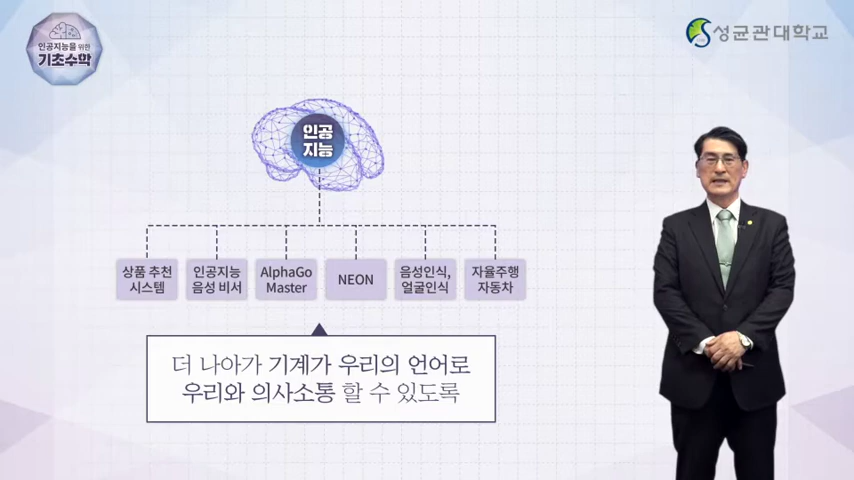 인공지능을 위한
기초수학
성균관대학교
인공
지능
상품 추천
시스템
인공지능
음성 비서
AlphaGo
Master
NEON
음성인식,
얼굴인식
자율주행
자동차
더 나아가 기계가 우리의 언어로
우리와 의사소통 할 수 있도록